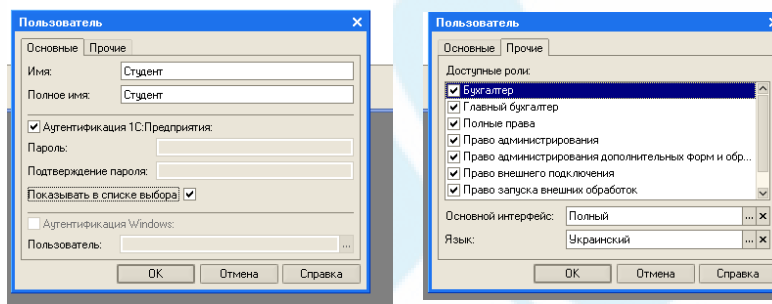 Пользователь
Основные Прочие
Имя: Студент
Полное имя: Студент
Аутентификация 1С:Предприятия:
Пароль:
Подтверждение пароля:
Показывать в списке выбора
Аутентификация Windows:
Пользователь: ...
OK Отмена Справка
Пользователь
Основные Прочие
Доступные роли:
Бухгалтер
Главный бухгалтер
Полные права
Право администрирования
Право администрирования дополнительных форм и обр...
Право внешнего подключения
Право запуска внешних обработок
Основной интерфейс: Полный ...
Язык: Украинский ...
OK Отмена Справка